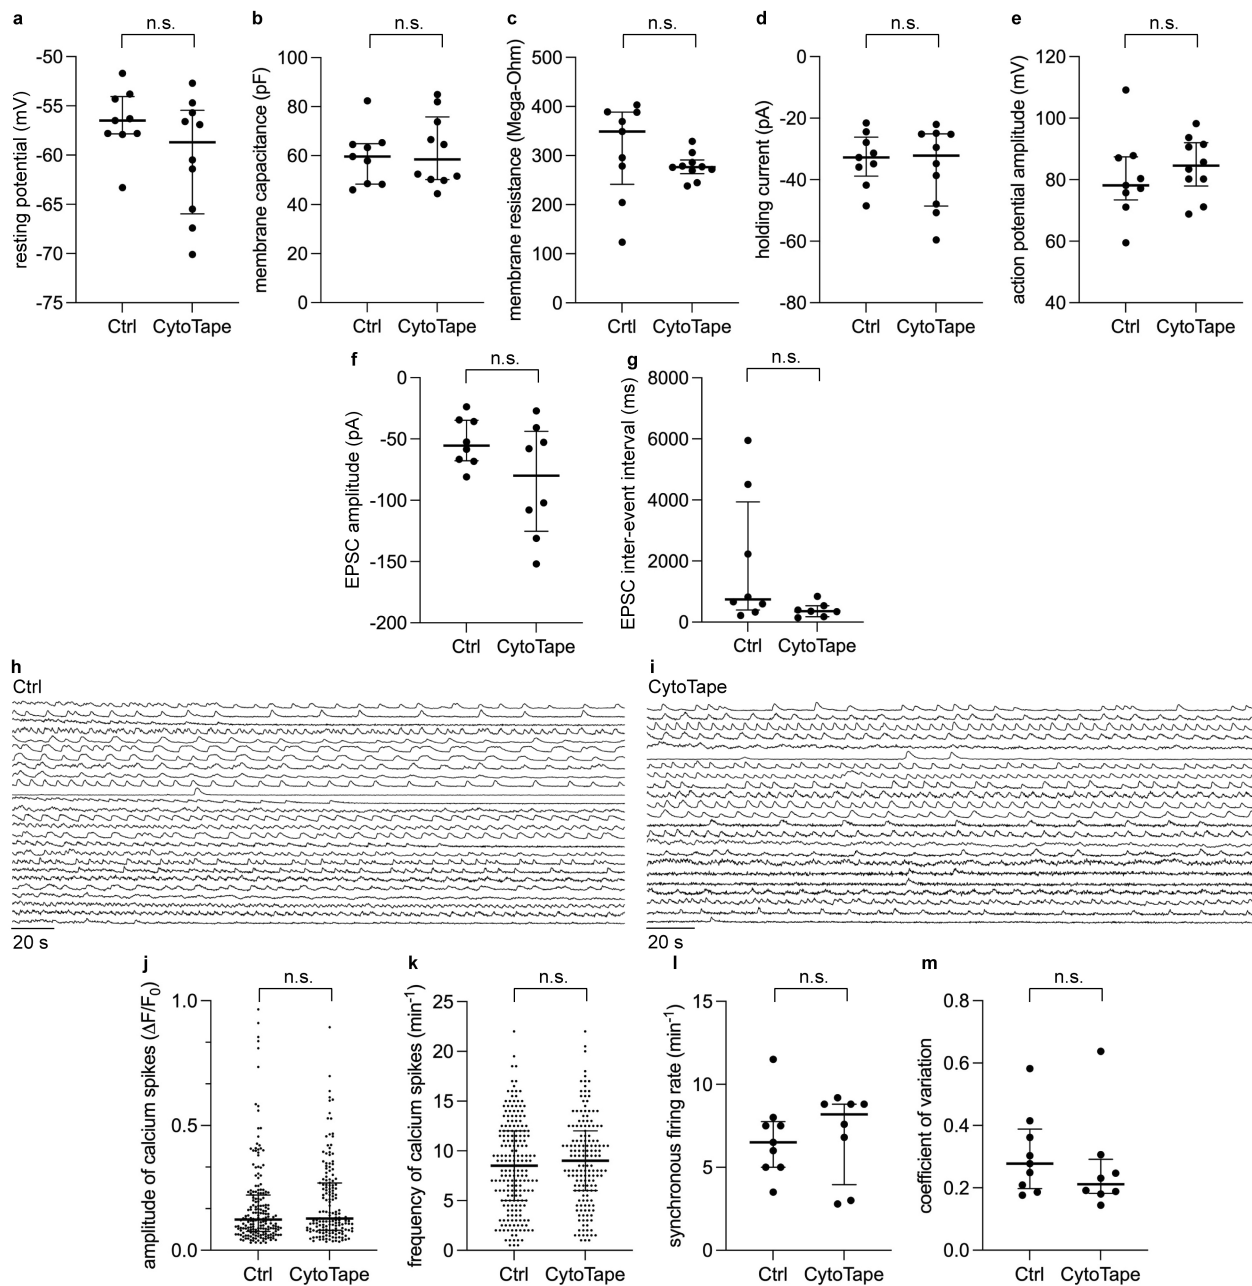 a
n.s.
resting potential (mV)
-50
-55
-60
-65
-70
-75
Ctrl
CytoTape
b
n.s.
membrane capacitance (pF)
100
80
60
40
20
0
Ctrl
CytoTape
c
n.s.
membrane resistance (Mega-Ohm)
500
400
300
200
100
0
Ctrl
CytoTape
d
n.s.
holding current (pA)
0
-20
-40
-60
-80
Ctrl
CytoTape
e
n.s.
action potential amplitude (mV)
120
100
80
60
40
Ctrl
CytoTape
f
n.s.
EPSC amplitude (pA)
0
-50
-100
-150
-200
Ctrl
CytoTape
g
n.s.
EPSC inter-event interval (ms)
8000
6000
4000
2000
0
Ctrl
CytoTape
h
Ctrl
20 s
i
CytoTape
20 s
j
n.s.
amplitude of calcium spikes (ΔF/F0)
1.0
0.5
0.0
Ctrl
CytoTape
k
n.s.
frequency of calcium spikes (min-1)
25
20
15
10
5
0
Ctrl
CytoTape
l
n.s.
synchronous firing rate (min-1)
15
10
5
0
Ctrl
CytoTape
m
n.s.
coefficient of variation
0.8
0.6
0.4
0.2
0.0
Ctrl
CytoTape